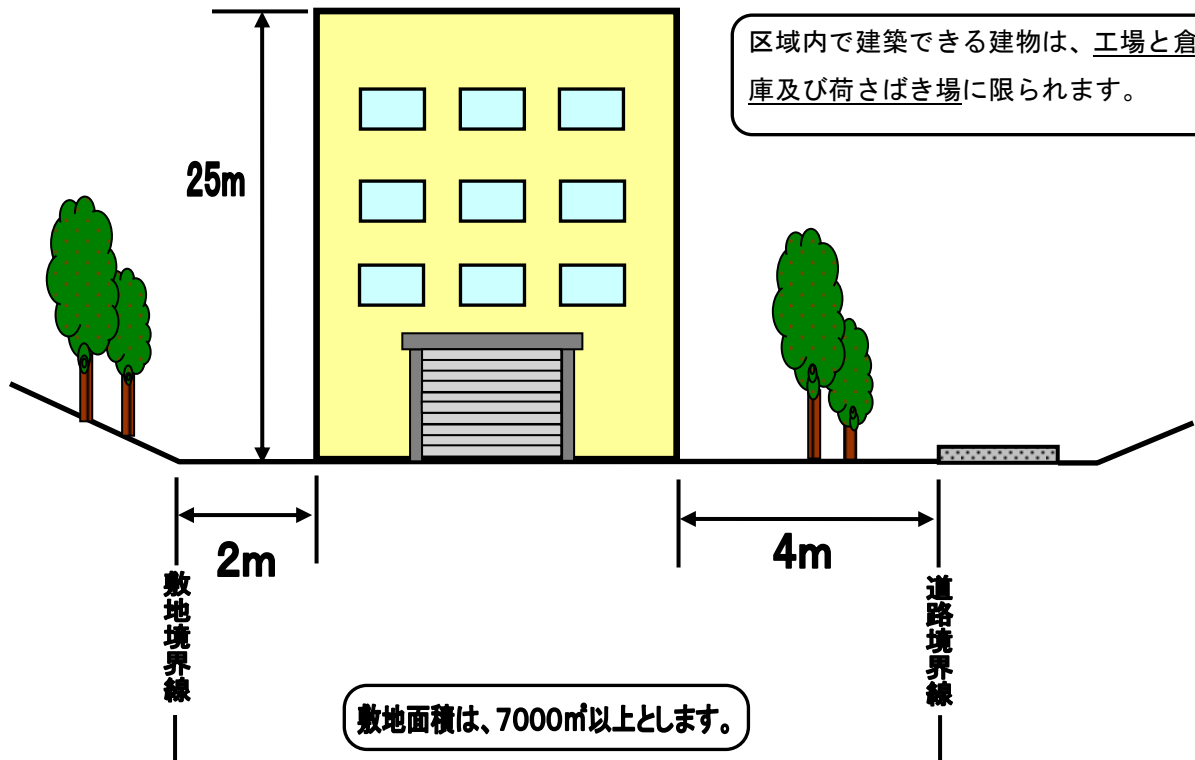 区域内で建築できる建物は、工場と倉
庫及び荷さばき場に限られます。
25m
2m
4m
敷地境界線
道路境界線
敷地面積は、7000㎡以上とします。